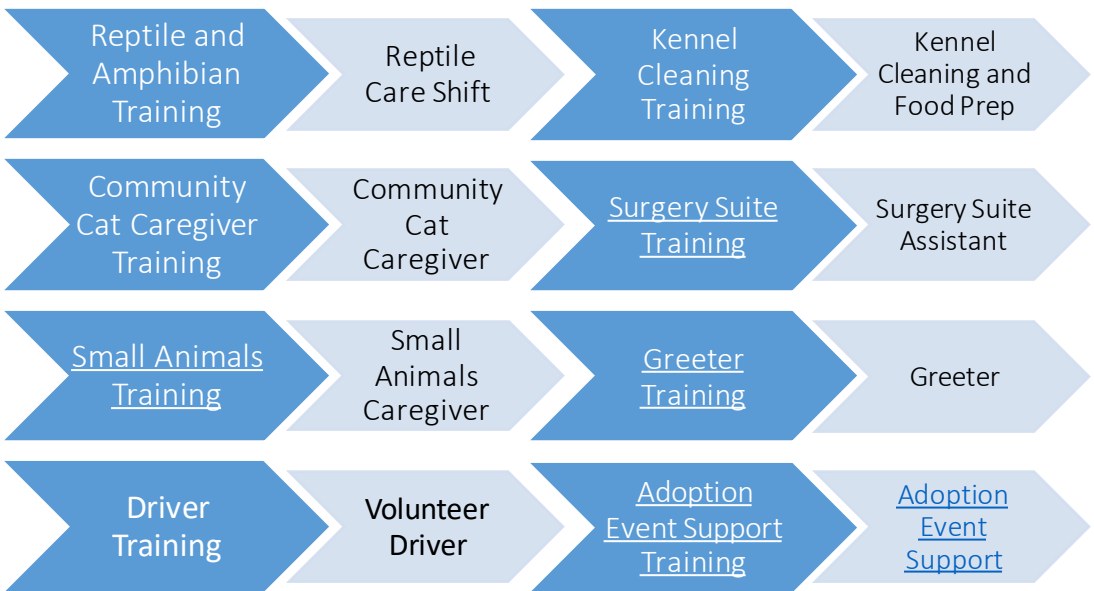 Reptile and
Amphibian
Training
Reptile
Care Shift
Kennel
Cleaning
Training
Kennel
Cleaning and
Food Prep
Community
Cat Caregiver
Training
Community
Cat
Caregiver
Surgery Suite
Training
Surgery Suite
Assistant
Small Animals
Training
Small
Animals
Caregiver
Greeter
Training
Greeter
Driver
Training
Volunteer
Driver
Adoption
Event Support
Training
Adoption
Event
Support